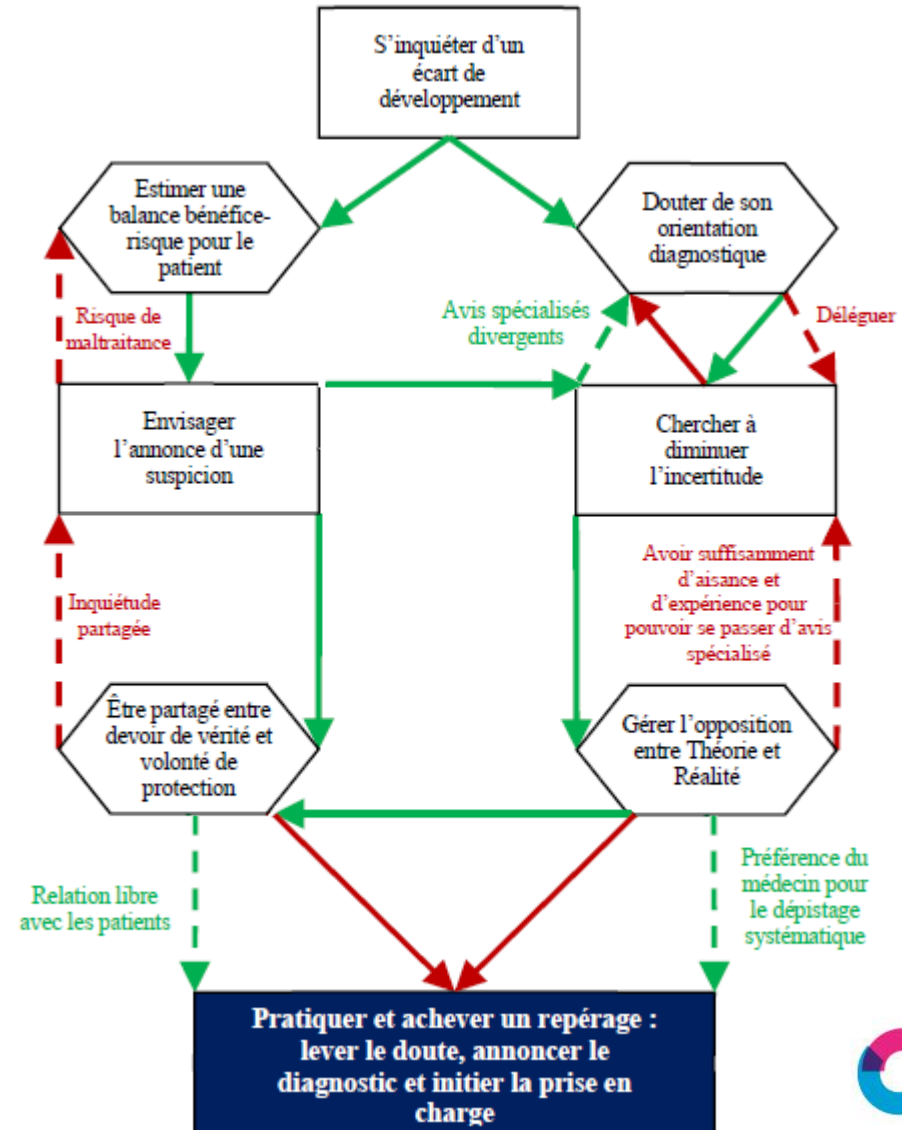 S’inquiéter d’un
écart de
développement
Estimer une
balance bénéfice-
risque pour le
patient
Douter de son
orientation
diagnostique
Risque de
maltraitance
Avis spécialisés
divergents
Déléguer
Envisager
l’annonce d’une
suspicion
Chercher à
diminuer
l’incertitude
Inquiétude
partagée
Avoir suffisamment
d’aisance et
d’expérience pour
pouvoir se passer d’avis
spécialisé
Être partagé entre
devoir de vérité et
volonté de
protection
Gérer l’opposition
entre Théorie et
Réalité
Relation libre
avec les patients
Préférence du
médecin pour
le dépistage
systématique
Pratiquer et achever un repérage :
lever le doute, annoncer le
diagnostic et initier la prise en
charge